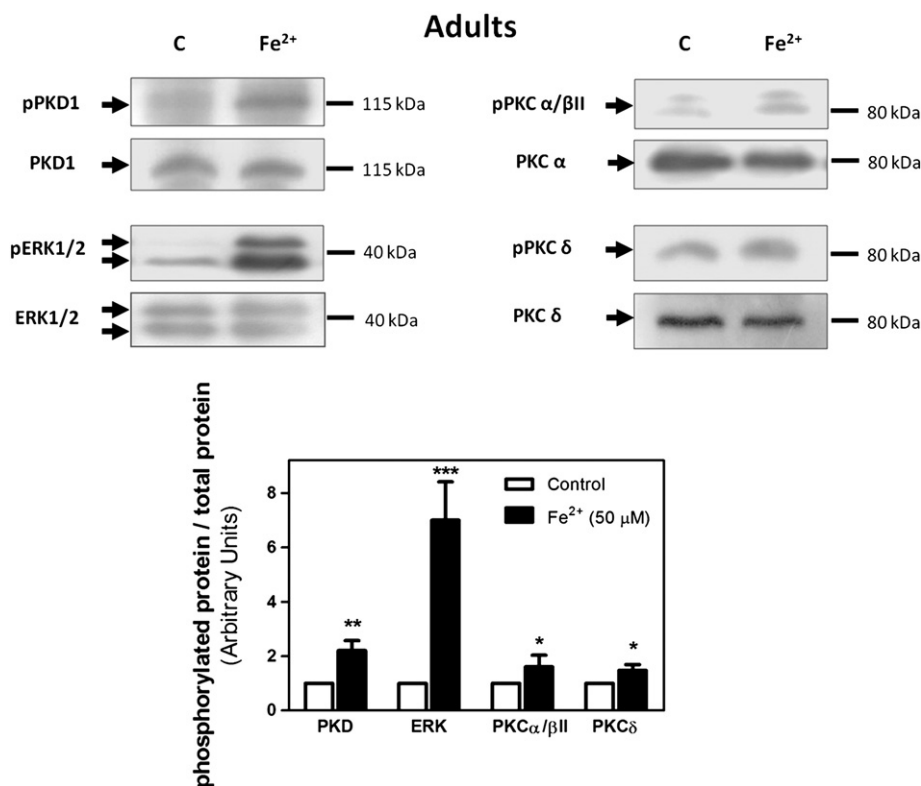 Adults
C Fe²⁺
pPKD1 115 kDa
PKD1 115 kDa
pERK1/2 40 kDa
ERK1/2 40 kDa
C Fe²⁺
pPKC α/βII 80 kDa
PKC α 80 kDa
pPKC δ 80 kDa
PKC δ 80 kDa
phosphorylated protein / total protein
(Arbitrary Units)
8
6
4
2
0
** *** * *
Control
Fe²⁺ (50 µM)
PKD ERK PKCα/βII PKCδ